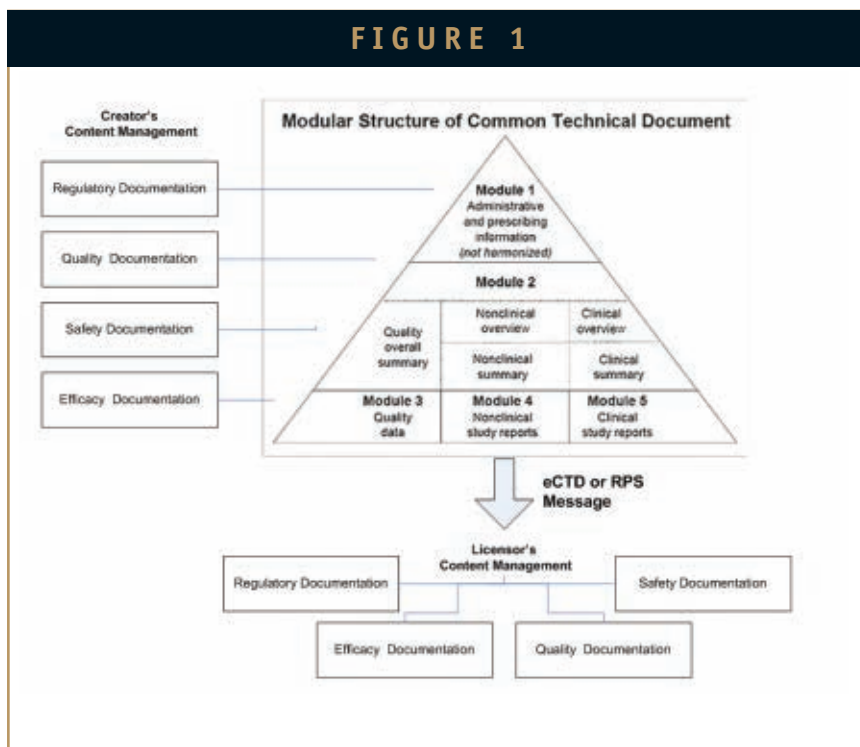 FIGURE 1
Creator's
Content Management
Regulatory Documentation
Quality Documentation
Safety Documentation
Efficacy Documentation
Modular Structure of Common Technical Document
Module 1
Administrative
and prescribing
information
(not harmonized)
Module 2
Quality
overall
summary
Nonclinical
overview
Clinical
overview
Nonclinical
summary
Clinical
summary
Module 3
Quality
data
Module 4
Nonclinical
study reports
Module 5
Clinical
study reports
eCTD or RPS
Message
Licensor's
Content Management
Regulatory Documentation
Safety Documentation
Efficacy Documentation
Quality Documentation